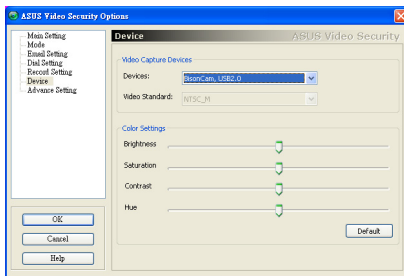 ASUS Video Security Options
Main Setting
Mode
Email Setting
Dial Setting
Record Setting
Device
Advance Setting
OK
Cancel
Help
Device
ASUS Video Security
Video Capture Devices
Devices:
BisonCam, USB2.0
Video Standard:
NTSC_M
Color Settings
Brightness
Saturation
Contrast
Hue
Default